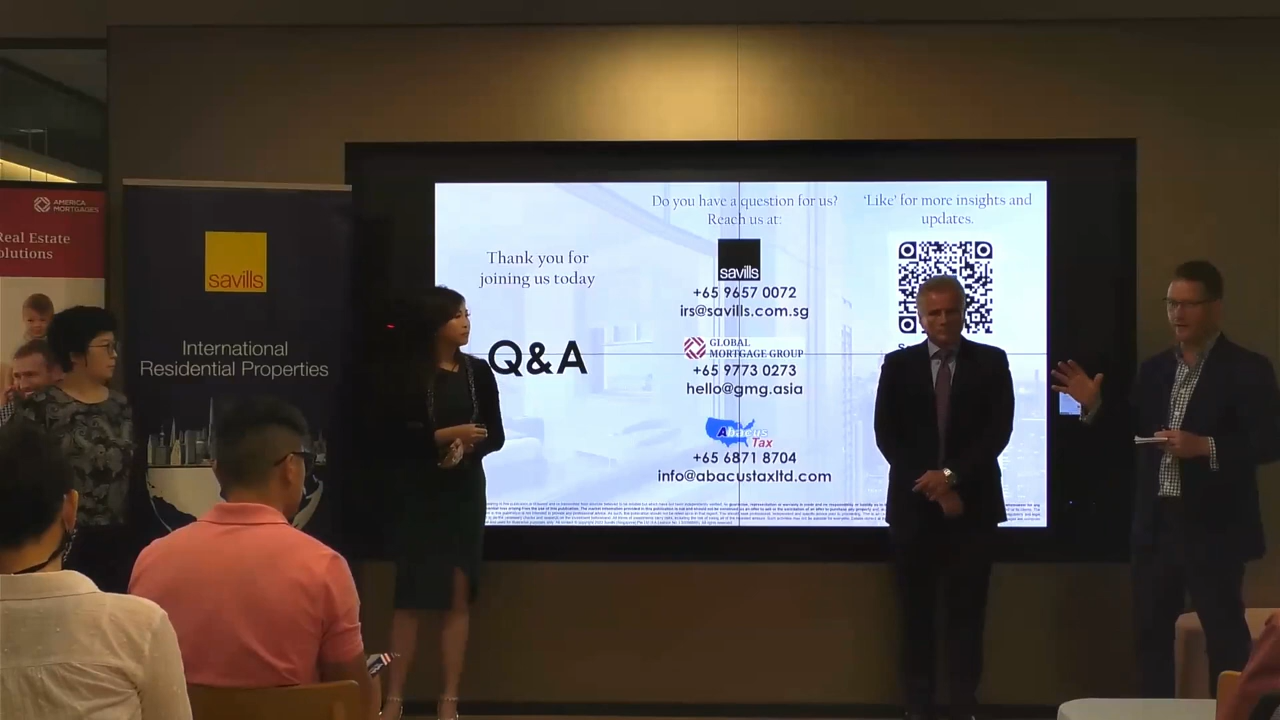 AMERICA
MORTGAGES
Real Estate
Solutions
savills
International
Residential Properties
Thank you for
joining us today
Q&A
Do you have a question for us?
Reach us at:
savills
+65 9657 0072
irs@savills.com.sg
GLOBAL
MORTGAGE GROUP
+65 9773 0273
hello@gmg.asia
Abacus
Tax
+65 6871 8704
info@abacustaxltd.com
'Like' for more insights and
updates.